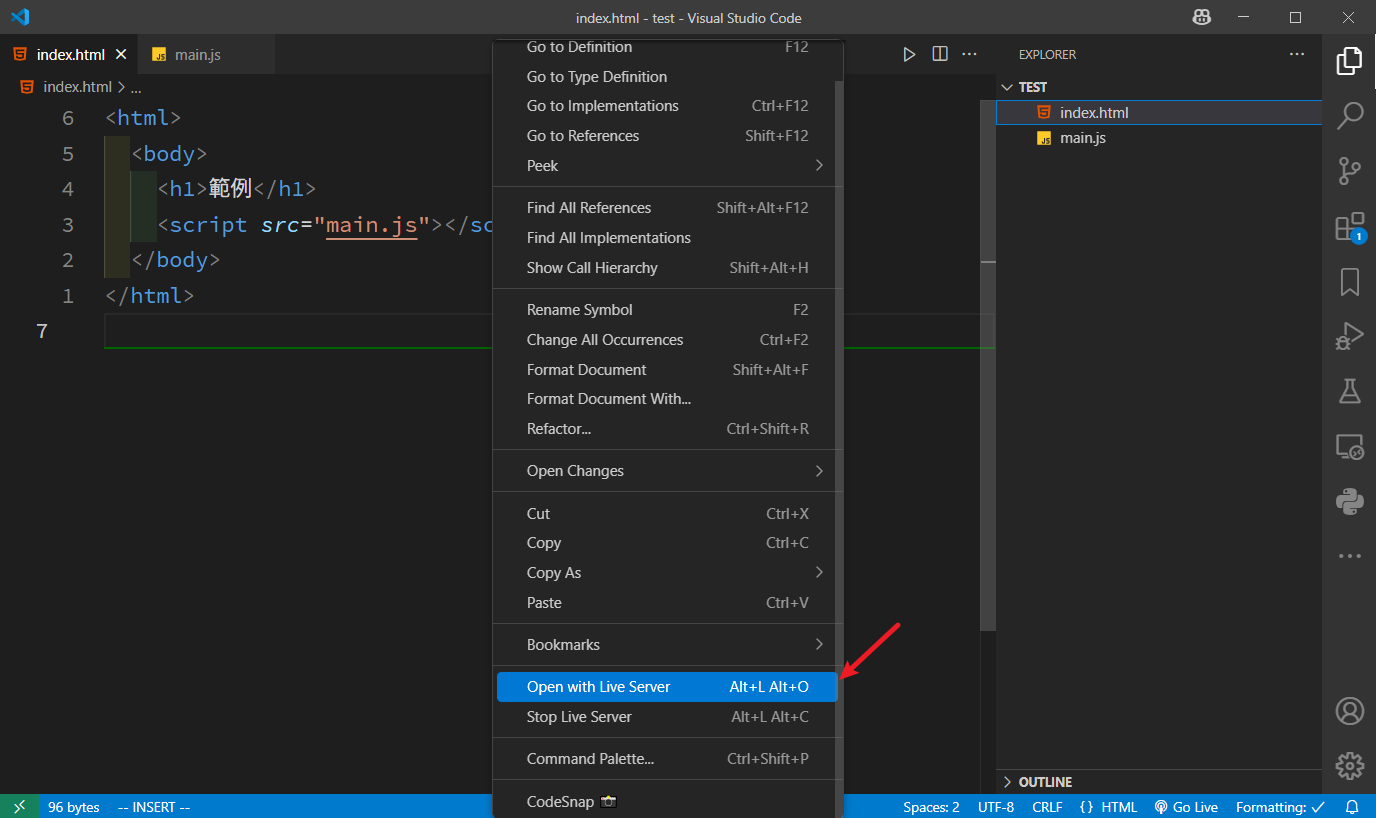 index.html - test - Visual Studio Code
index.html
main.js
index.html > ...
6 <html>
5 <body>
4 <h1>範例</h1>
3 <script src="main.js"></sc
2 </body>
1 </html>
7
Go to Definition F12
Go to Type Definition
Go to Implementations Ctrl+F12
Go to References Shift+F12
Peek
Find All References Shift+Alt+F12
Find All Implementations
Show Call Hierarchy Shift+Alt+H
Rename Symbol F2
Change All Occurrences Ctrl+F2
Format Document Shift+Alt+F
Format Document With...
Refactor... Ctrl+Shift+R
Open Changes
Cut Ctrl+X
Copy Ctrl+C
Copy As
Paste Ctrl+V
Bookmarks
Open with Live Server Alt+L Alt+O
Stop Live Server Alt+L Alt+C
Command Palette... Ctrl+Shift+P
CodeSnap 📸
EXPLORER
TEST
index.html
JS main.js
OUTLINE
1
96 bytes -- INSERT -- Spaces: 2 UTF-8 CRLF {} HTML Go Live Formatting: ✓